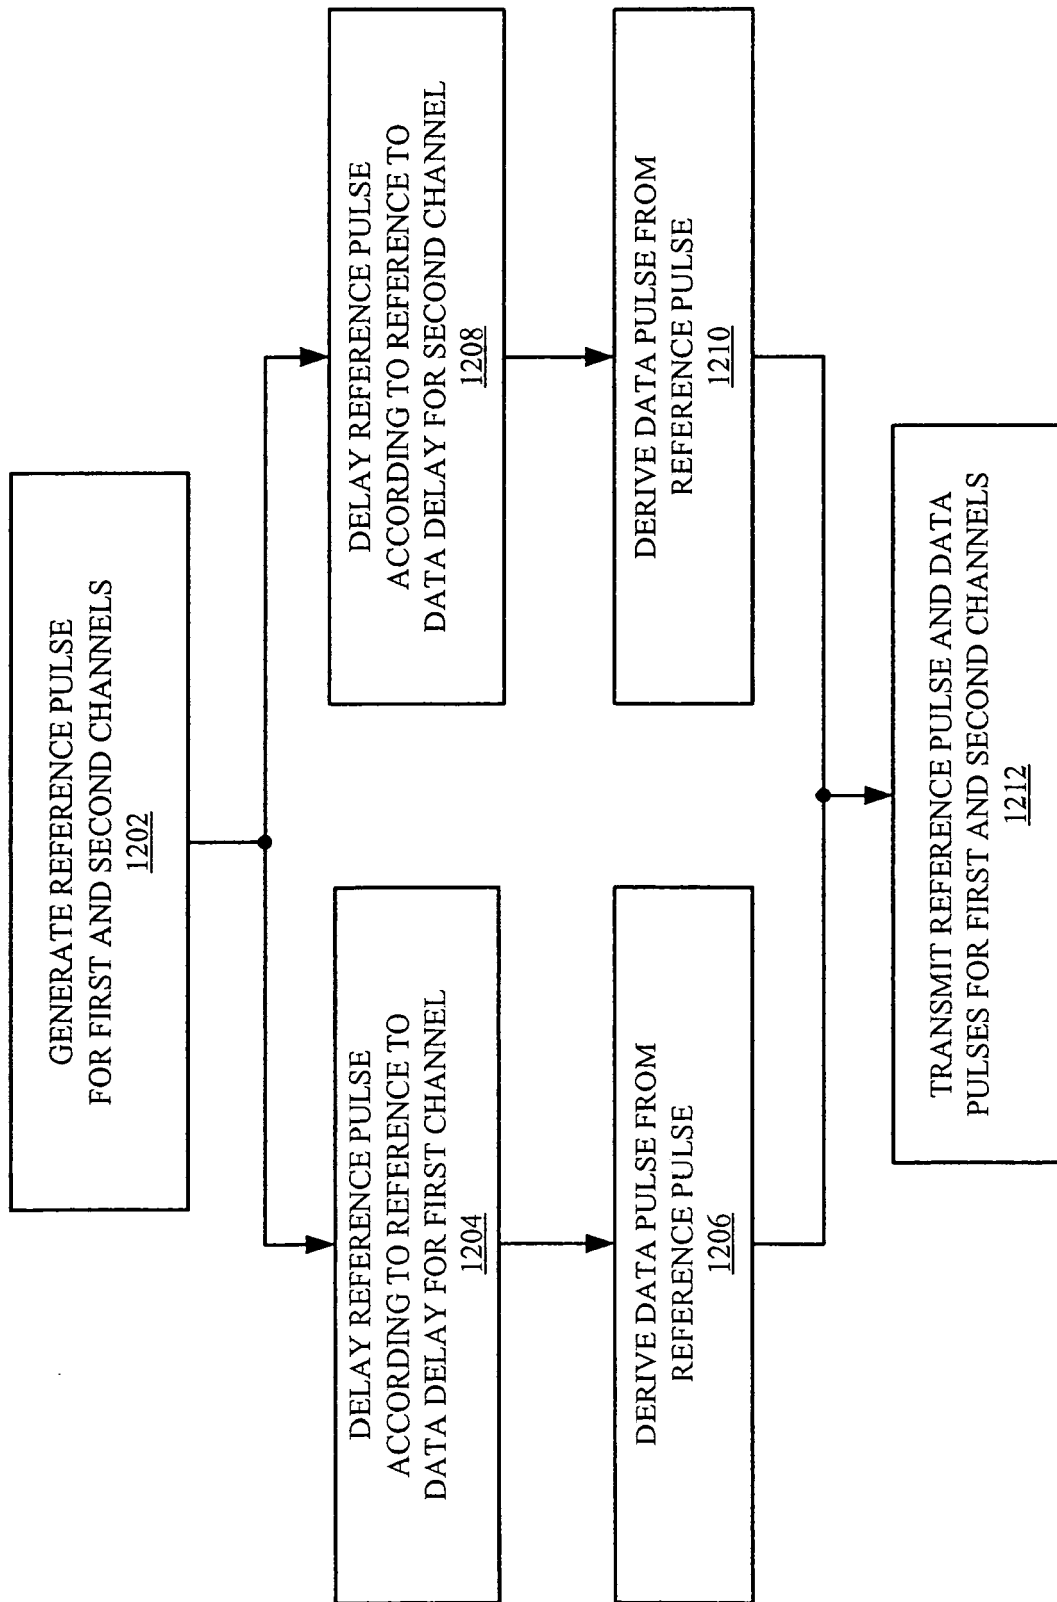 GENERATE REFERENCE PULSE
FOR FIRST AND SECOND CHANNELS
1202
DELAY REFERENCE PULSE
ACCORDING TO REFERENCE TO
DATA DELAY FOR FIRST CHANNEL
1204
DERIVE DATA PULSE FROM
REFERENCE PULSE
1206
DELAY REFERENCE PULSE
ACCORDING TO REFERENCE TO
DATA DELAY FOR SECOND CHANNEL
1208
DERIVE DATA PULSE FROM
REFERENCE PULSE
1210
TRANSMIT REFERENCE PULSE AND DATA
PULSES FOR FIRST AND SECOND CHANNELS
1212